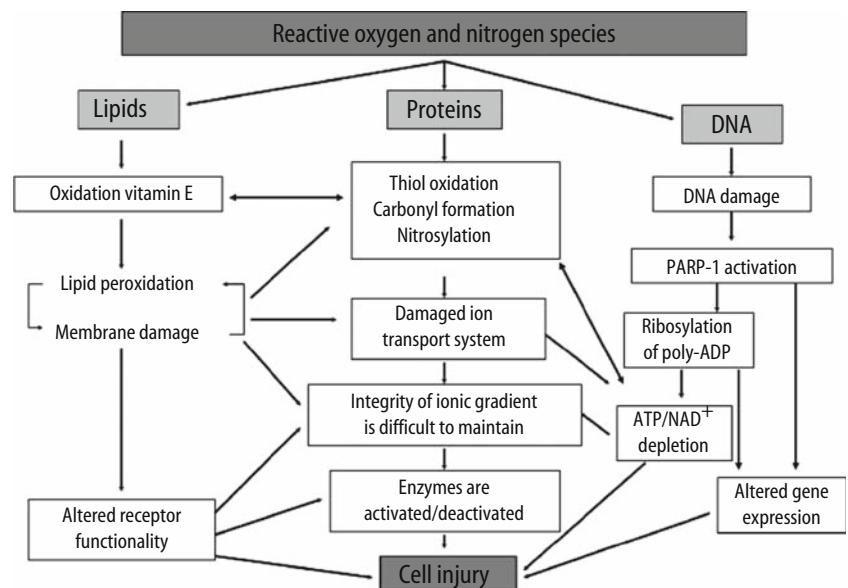 Reactive oxygen and nitrogen species
Lipids
Proteins
DNA
Oxidation vitamin E
Thiol oxidation
Carbonyl formation
Nitrosylation
DNA damage
PARP-1 activation
Lipid peroxidation
Membrane damage
Damaged ion
transport system
Ribosylation
of poly-ADP
Integrity of ionic gradient
is difficult to maintain
ATP/NAD+
depletion
Enzymes are
activated/deactivated
Altered receptor
functionality
Altered gene
expression
Cell injury